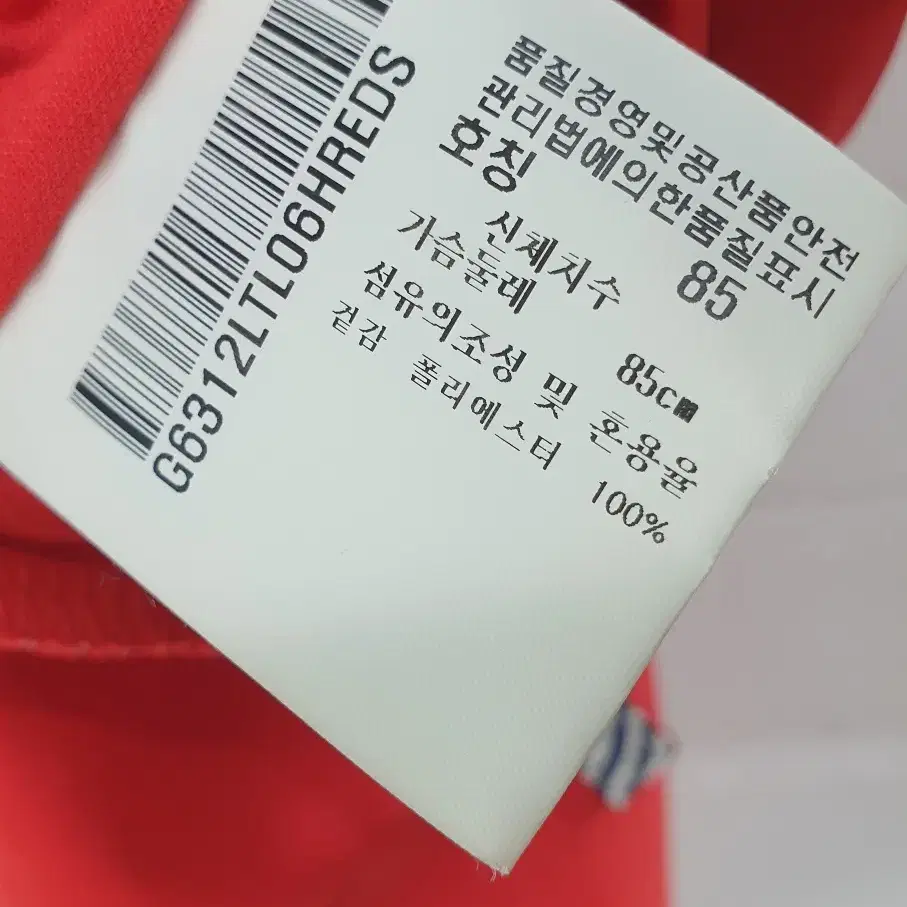 품질경영및공산품안전
관리법에의한품질표시
호칭 85
신체치수
가슴둘레 85cm
섬유의조성 및 혼용율
겉감 폴리에스터 100%
G6312LTL06HREDS